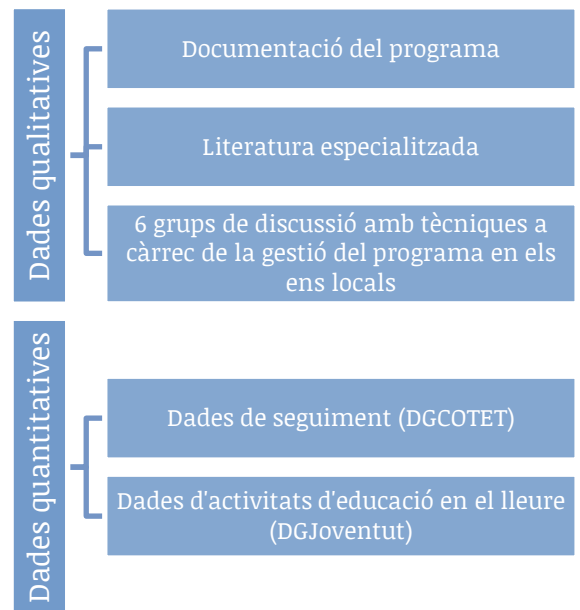 Dades qualitatives
Documentació del programa
Literatura especialitzada
6 grups de discussió amb tècniques a
càrrec de la gestió del programa en els
ens locals
Dades quantitatives
Dades de seguiment (DGCOTET)
Dades d'activitats d'educació en el lleure
(DGJoventut)